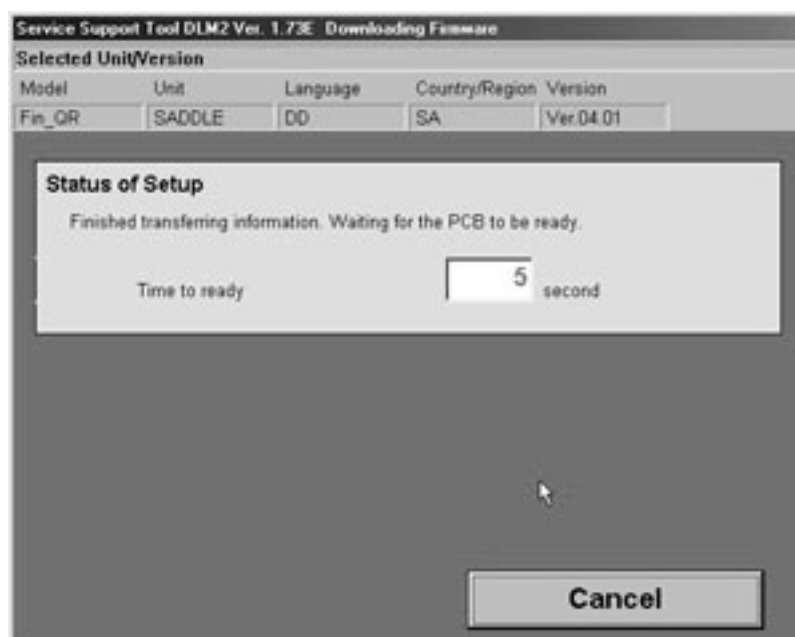 Service Support Tool DLM2 Ver. 1.73E Downloading Firmware
Selected Unit/Version
Model Unit Language Country/Region Version
Fin_QR SADDLE DD SA Ver.04.01
Status of Setup
Finished transferring information. Waiting for the PCB to be ready.
Time to ready 5 second
Cancel